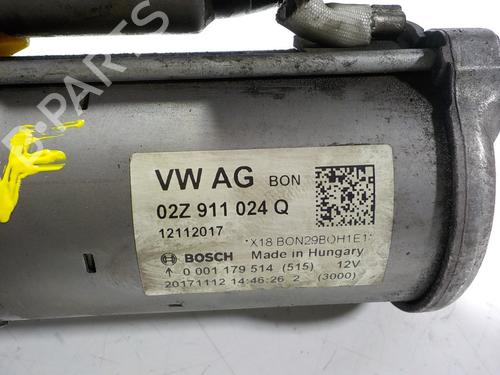 VW AG BON
02Z 911 024 Q
12112017
*X18 BON29BOH1E1*
BOSCH Made in Hungary
0 001 179 514 (515) 12V
20171112 14:46:26 2 (3000)
B-PARTS